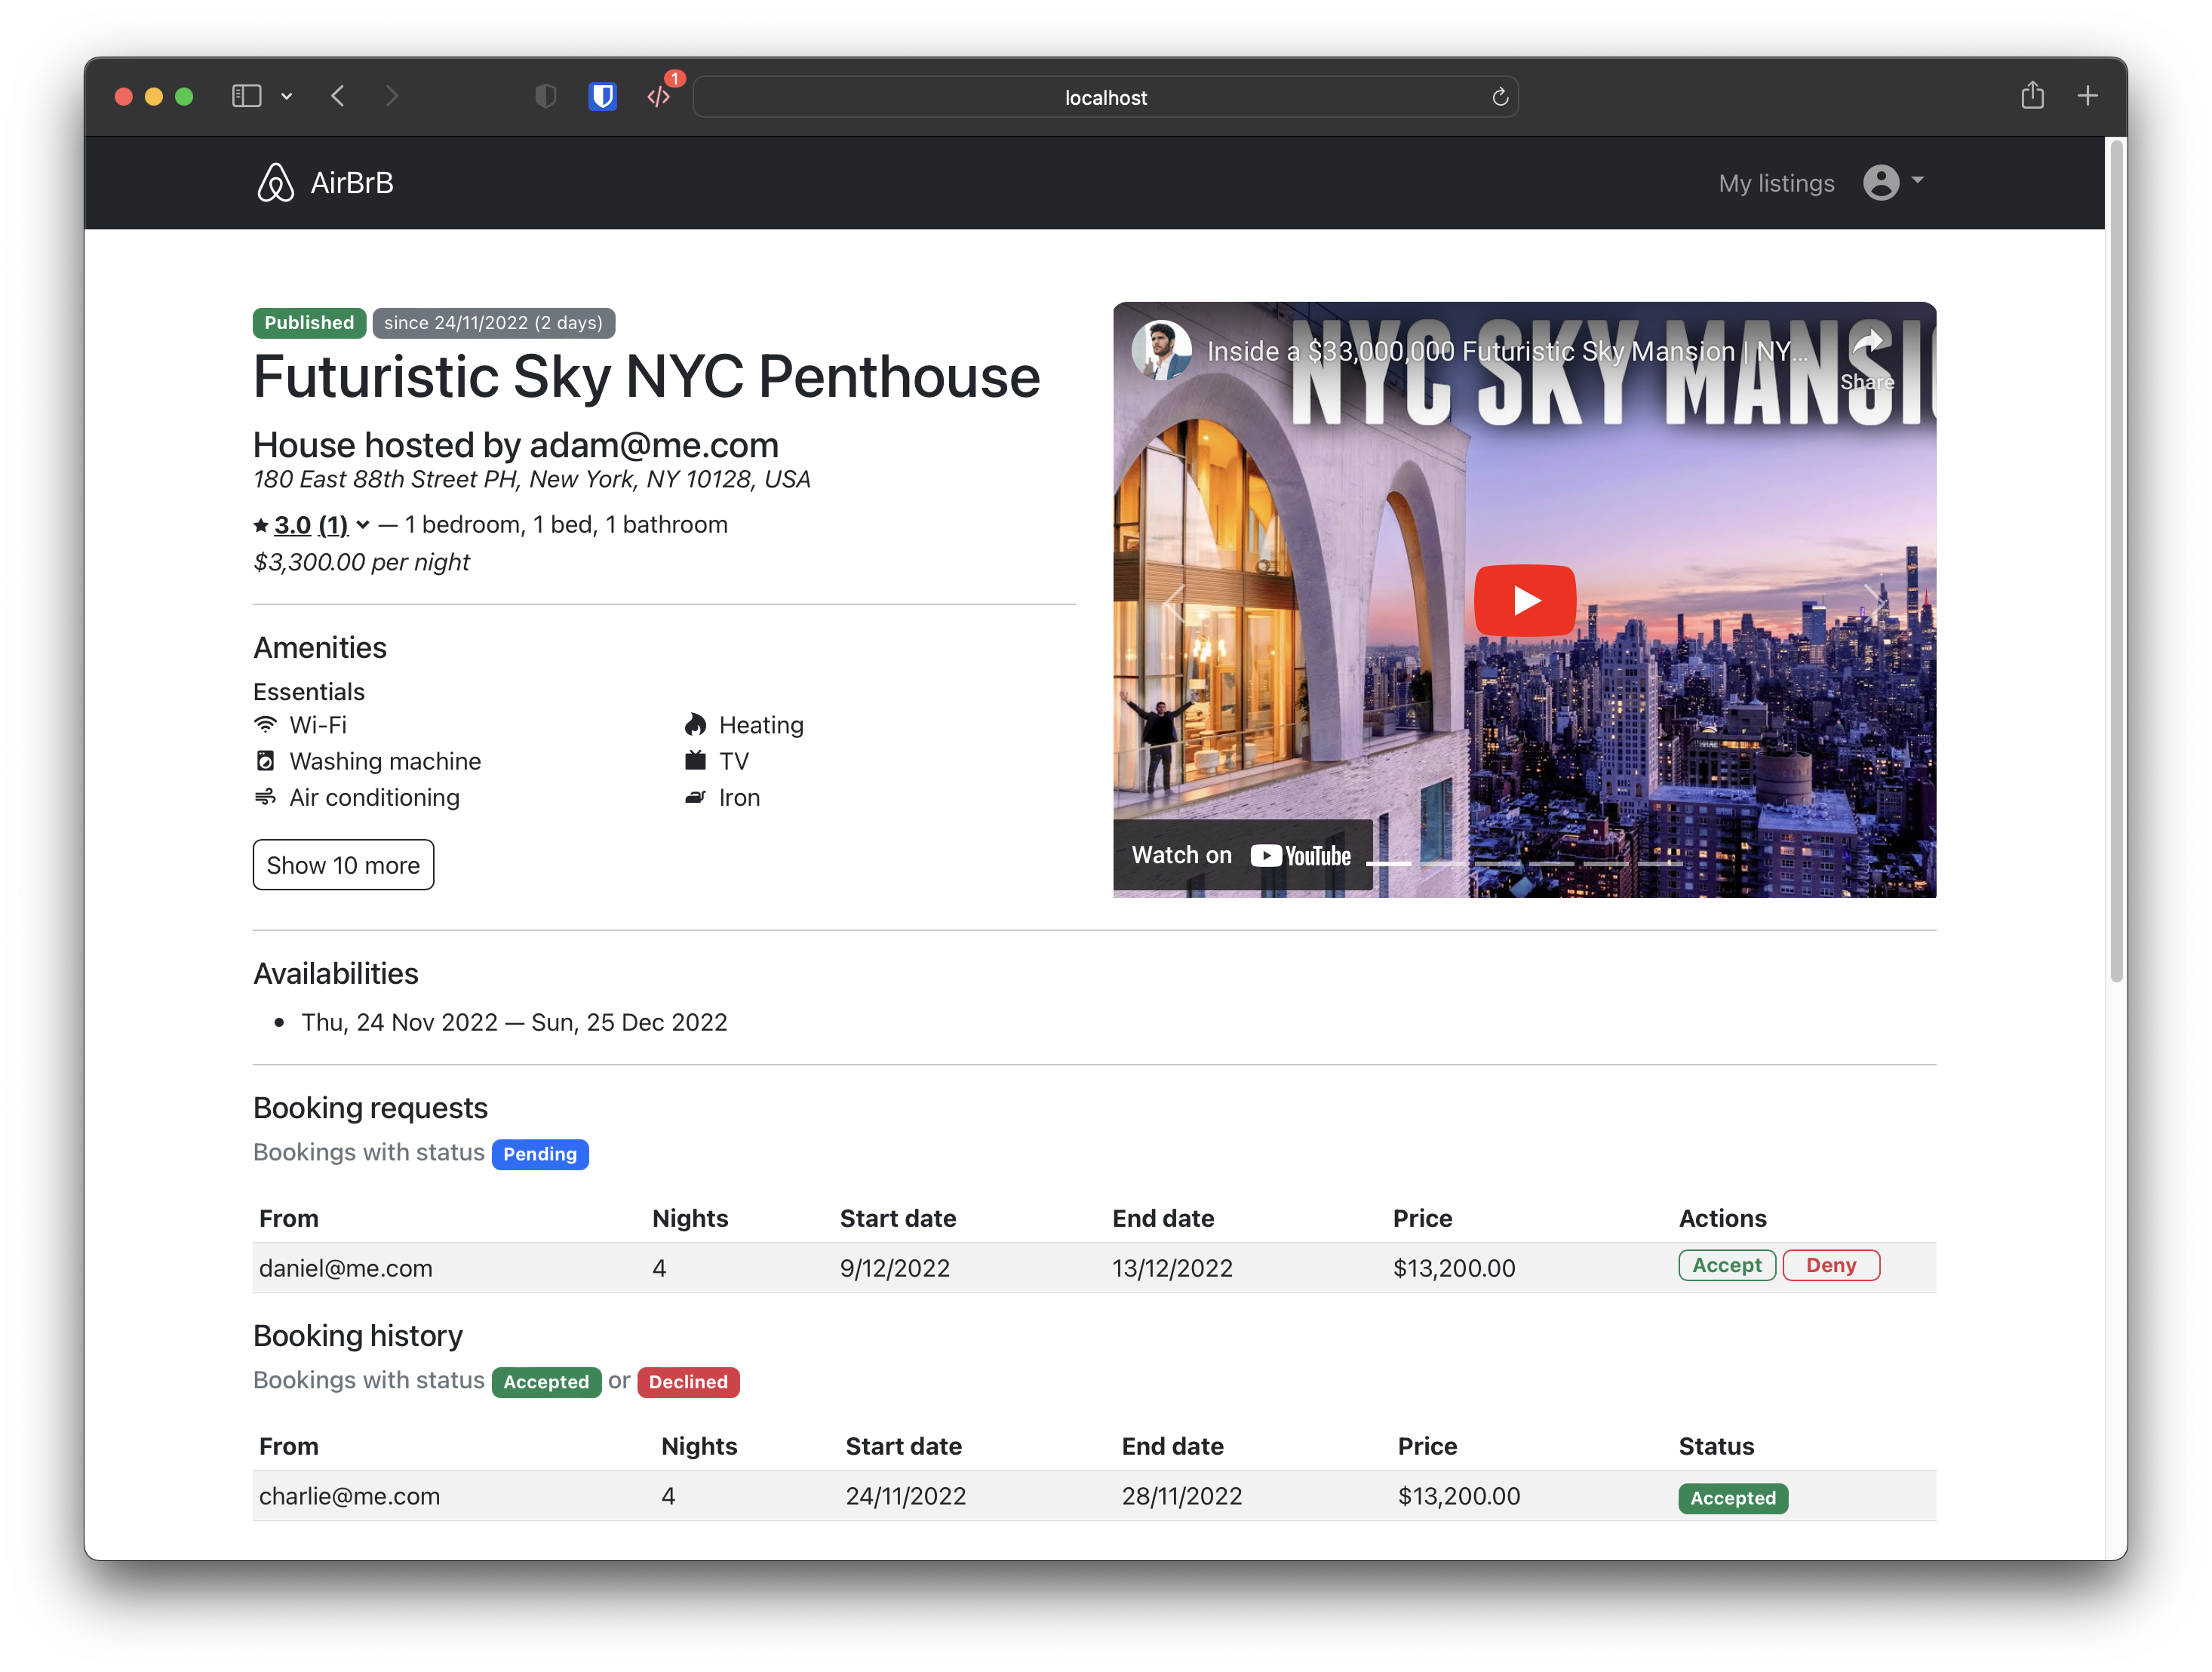 1
localhost
AirBrB
My listings
Published since 24/11/2022 (2 days)
Futuristic Sky NYC Penthouse
House hosted by adam@me.com
180 East 88th Street PH, New York, NY 10128, USA
3.0 (1) — 1 bedroom, 1 bed, 1 bathroom
$3,300.00 per night
Amenities
Essentials
Wi-Fi
Heating
Washing machine
TV
Air conditioning
Iron
Show 10 more
NYC SKY
Inside a $33,000,000 Futuristic Sky Mansion | NY...
Share
Watch on YouTube
Availabilities
Thu, 24 Nov 2022 — Sun, 25 Dec 2022
Booking requests
Bookings with status Pending
From Nights Start date End date Price Actions
daniel@me.com 4 9/12/2022 13/12/2022 $13,200.00 Accept Deny
Booking history
Bookings with status Accepted or Declined
From Nights Start date End date Price Status
charlie@me.com 4 24/11/2022 28/11/2022 $13,200.00 Accepted